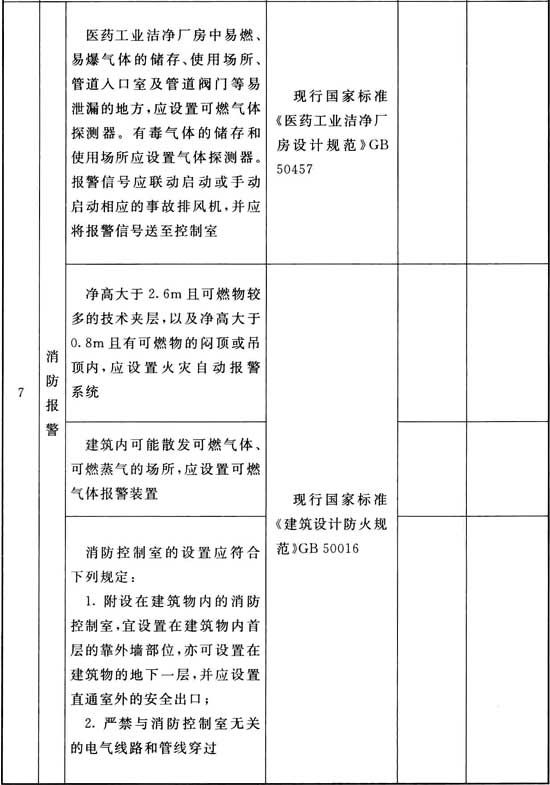 医药工业洁净厂房中易燃、
易爆气体的储存、使用场所、
管道入口室及管道阀门等易
泄漏的地方,应设置可燃气体
探测器。有毒气体的储存和
使用场所应设置气体探测器。
报警信号应联动启动或手动
启动相应的事故排风机,并应
将报警信号送至控制室
现行国家标准
《医药工业洁净厂
房设计规范》GB
50457
7
消
防
报
警
净高大于2.6m且可燃物较
多的技术夹层,以及净高大于
0.8m且有可燃物的闷顶或吊
顶内,应设置火灾自动报警
系统
建筑内可能散发可燃气体、
可燃蒸气的场所,应设置可燃
气体报警装置
现行国家标准
《建筑设计防火规
范》GB 50016
消防控制室的设置应符合
下列规定:
1. 附设在建筑物内的消防
控制室,宜设置在建筑物内首
层的靠外墙部位,亦可设置在
建筑物的地下一层,并应设置
直通室外的安全出口;
2. 严禁与消防控制室无关
的电气线路和管线穿过